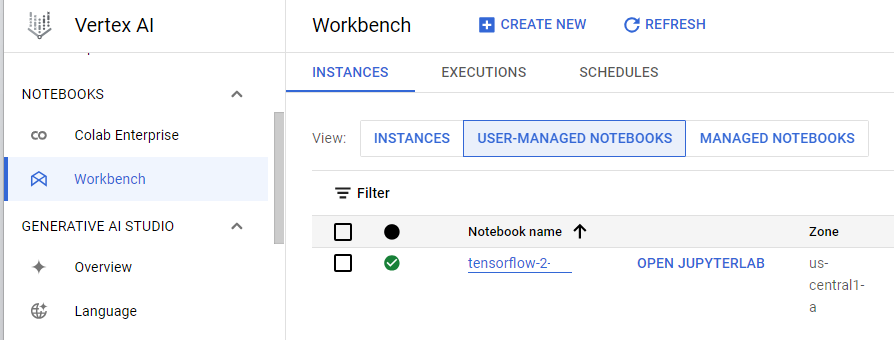 Vertex AI
NOTEBOOKS
Colab Enterprise
Workbench
GENERATIVE AI STUDIO
Overview
Language
Workbench
CREATE NEW
REFRESH
INSTANCES
EXECUTIONS
SCHEDULES
View:
INSTANCES
USER-MANAGED NOTEBOOKS
MANAGED NOTEBOOKS
Filter
Notebook name
Zone
tensorflow-2-
OPEN JUPYTERLAB
us-
central1-
a